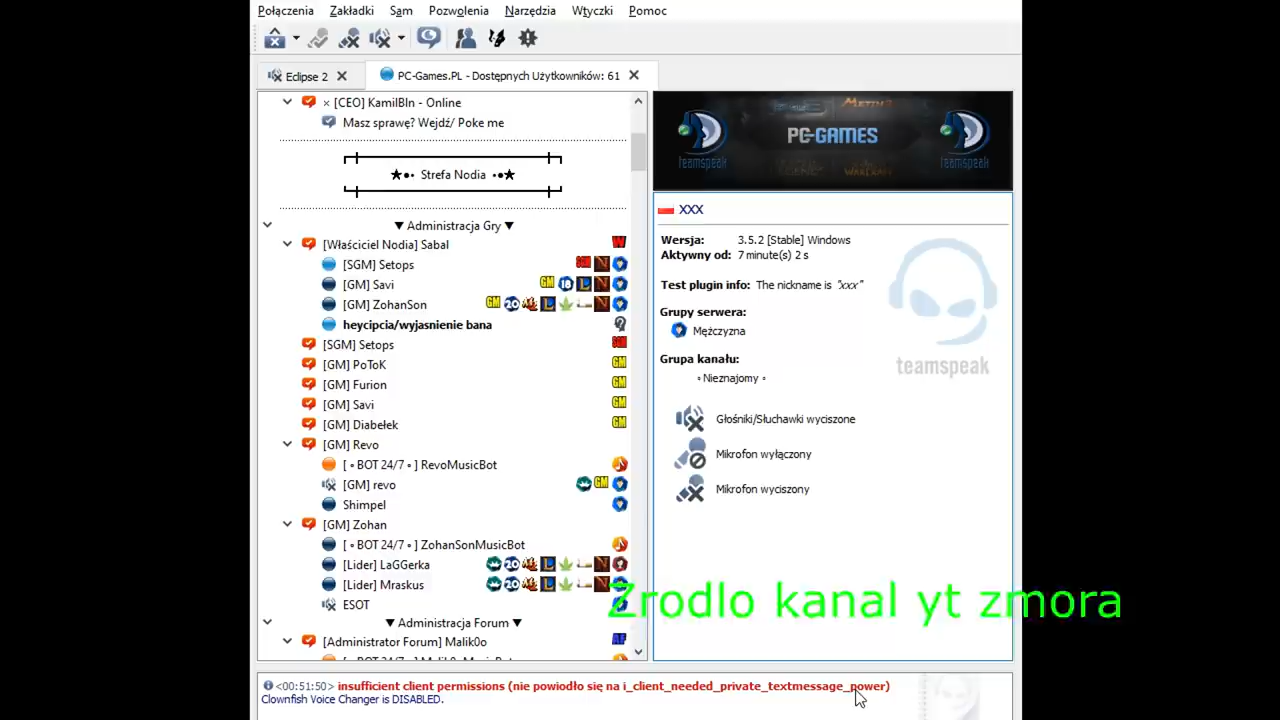 Połączenia Zakładki Sam Pozwolenia Narzędzia Wtyczki Pomoc
Eclipse 2
PC-Games.PL - Dostępnych Użytkowników: 61
× [CEO] KamilBln - Online
Masz sprawę? Wejdź/ Poke me
★●• Strefa Nodia •●★
▼ Administracja Gry ▼
[Właściciel Nodia] Sabal
[SGM] Setops
[GM] Savi
[GM] ZohanSon
heycipcia/wyjasnienie bana
[SGM] Setops
[GM] PoToK
[GM] Furion
[GM] Savi
[GM] Diabełek
[GM] Revo
[ ◦ BOT 24/7 ◦ ] RevoMusicBot
[GM] revo
Shimpel
[GM] Zohan
[ ◦ BOT 24/7 ◦ ] ZohanSonMusicBot
[Lider] LaGGerka
[Lider] Mraskus
ESOT
▼ Administracja Forum ▼
[Administrator Forum] Malik0o
PC-GAMES
teamspeak
teamspeak
XXX
Wersja: 3.5.2 [Stable] Windows
Aktywny od: 7 minute(s) 2 s
Test plugin info: The nickname is "xxx"
Grupy serwera:
Mężczyzna
Grupa kanału:
◦ Nieznajomy ◦
Głośniki/Słuchawki wyciszone
Mikrofon wyłączony
Mikrofon wyciszony
teamspeak
Zrodlo kanal yt zmora
<00:51:50> insufficient client permissions (nie powiodło się na i_client_needed_private_textmessage_power)
Clownfish Voice Changer is DISABLED.